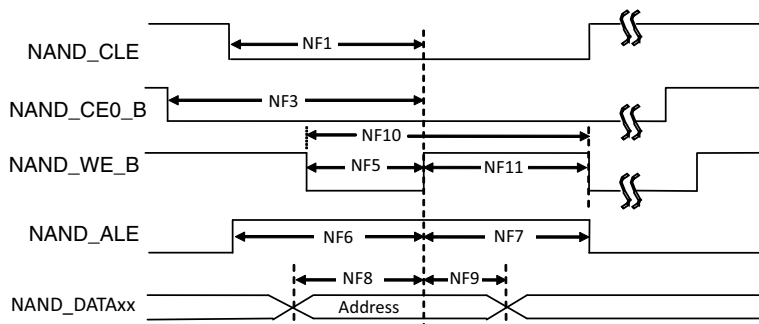 NAND_CLE
NF1
NAND_CE0_B
NF3
NF10
NAND_WE_B
NF5
NF11
NAND_ALE
NF6
NF7
NF8
NF9
NAND_DATAxx
Address